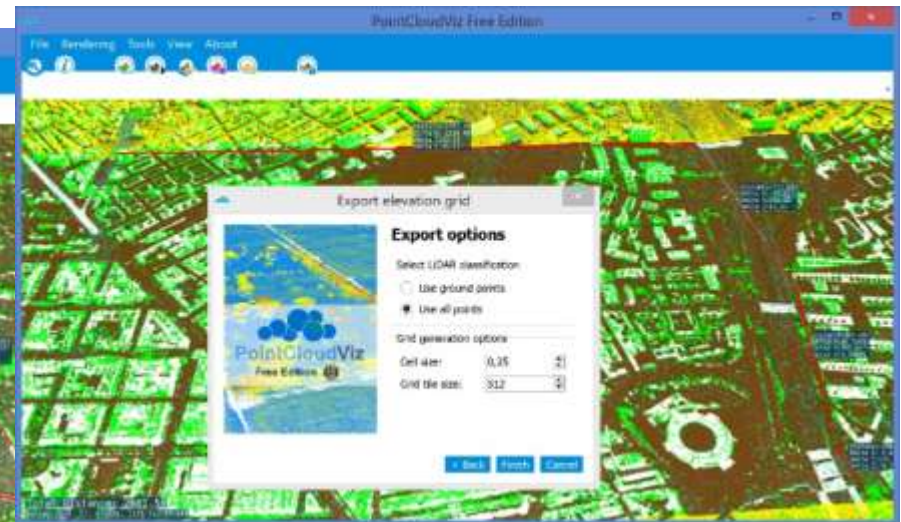 PointCloudViz Free Edition
File Rendering Tools View About
Export elevation grid
Export options
Select LiDAR classification
Use ground points
Use all points
Grid generation options
Cell size: 0,25
Grid tile size: 512
PointCloudViz
Free Edition
< Back Finish Cancel